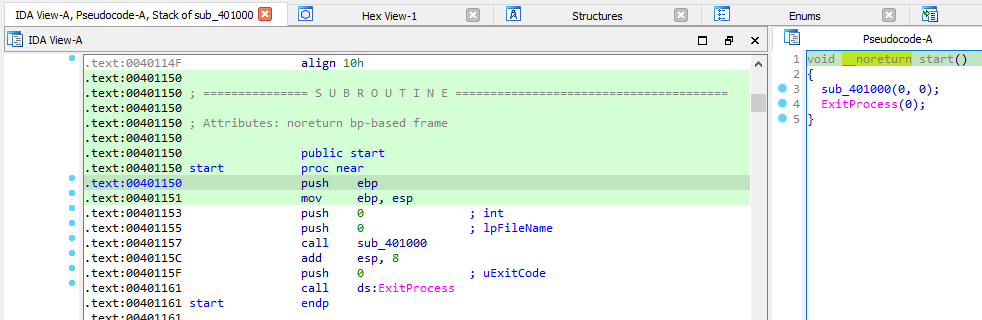 IDA View-A, Pseudocode-A, Stack of sub_401000 Hex View-1 Structures Enums
IDA View-A
.text:0040114F align 10h
.text:00401150
.text:00401150 ; =============== S U B R O U T I N E =======================================
.text:00401150
.text:00401150 ; Attributes: noreturn bp-based frame
.text:00401150
.text:00401150 public start
.text:00401150 start proc near
.text:00401150 push ebp
.text:00401151 mov ebp, esp
.text:00401153 push 0 ; int
.text:00401155 push 0 ; lpFileName
.text:00401157 call sub_401000
.text:0040115C add esp, 8
.text:0040115F push 0 ; uExitCode
.text:00401161 call ds:ExitProcess
.text:00401161 start endp
.text:00401161
Pseudocode-A
1 void __noreturn start()
2 {
3 sub_401000(0, 0);
4 ExitProcess(0);
5 }